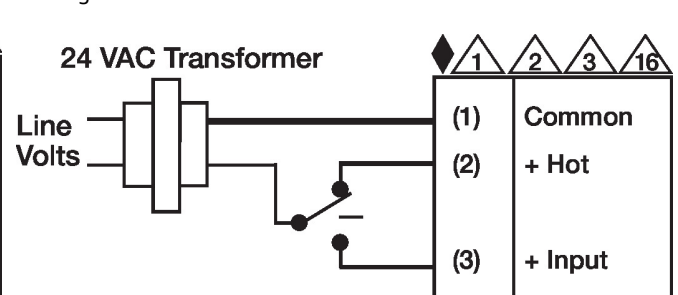 24 VAC Transformer
1 2 3 16
Line
Volts
(1) Common
(2) + Hot
(3) + Input